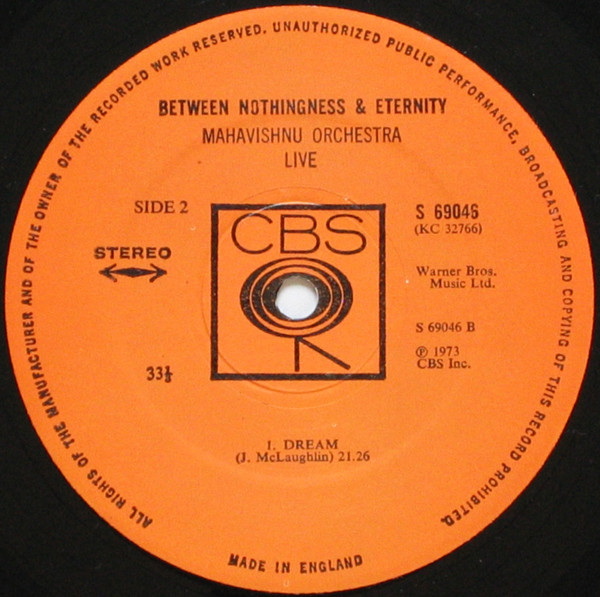 ALL RIGHTS OF THE MANUFACTURER AND OF THE OWNER OF THE RECORDED WORK RESERVED. UNAUTHORIZED PUBLIC PERFORMANCE, BROADCASTING AND COPYING OF THIS RECORD PROHIBITED.
BETWEEN NOTHINGNESS & ETERNITY
MAHAVISHNU ORCHESTRA
LIVE
SIDE 2
STEREO
33⅓
CBS
S 69046
(KC 32766)
Warner Bros.
Music Ltd.
S 69046 B
℗ 1973
CBS Inc.
1. DREAM
(J. McLaughlin) 21.26
MADE IN ENGLAND